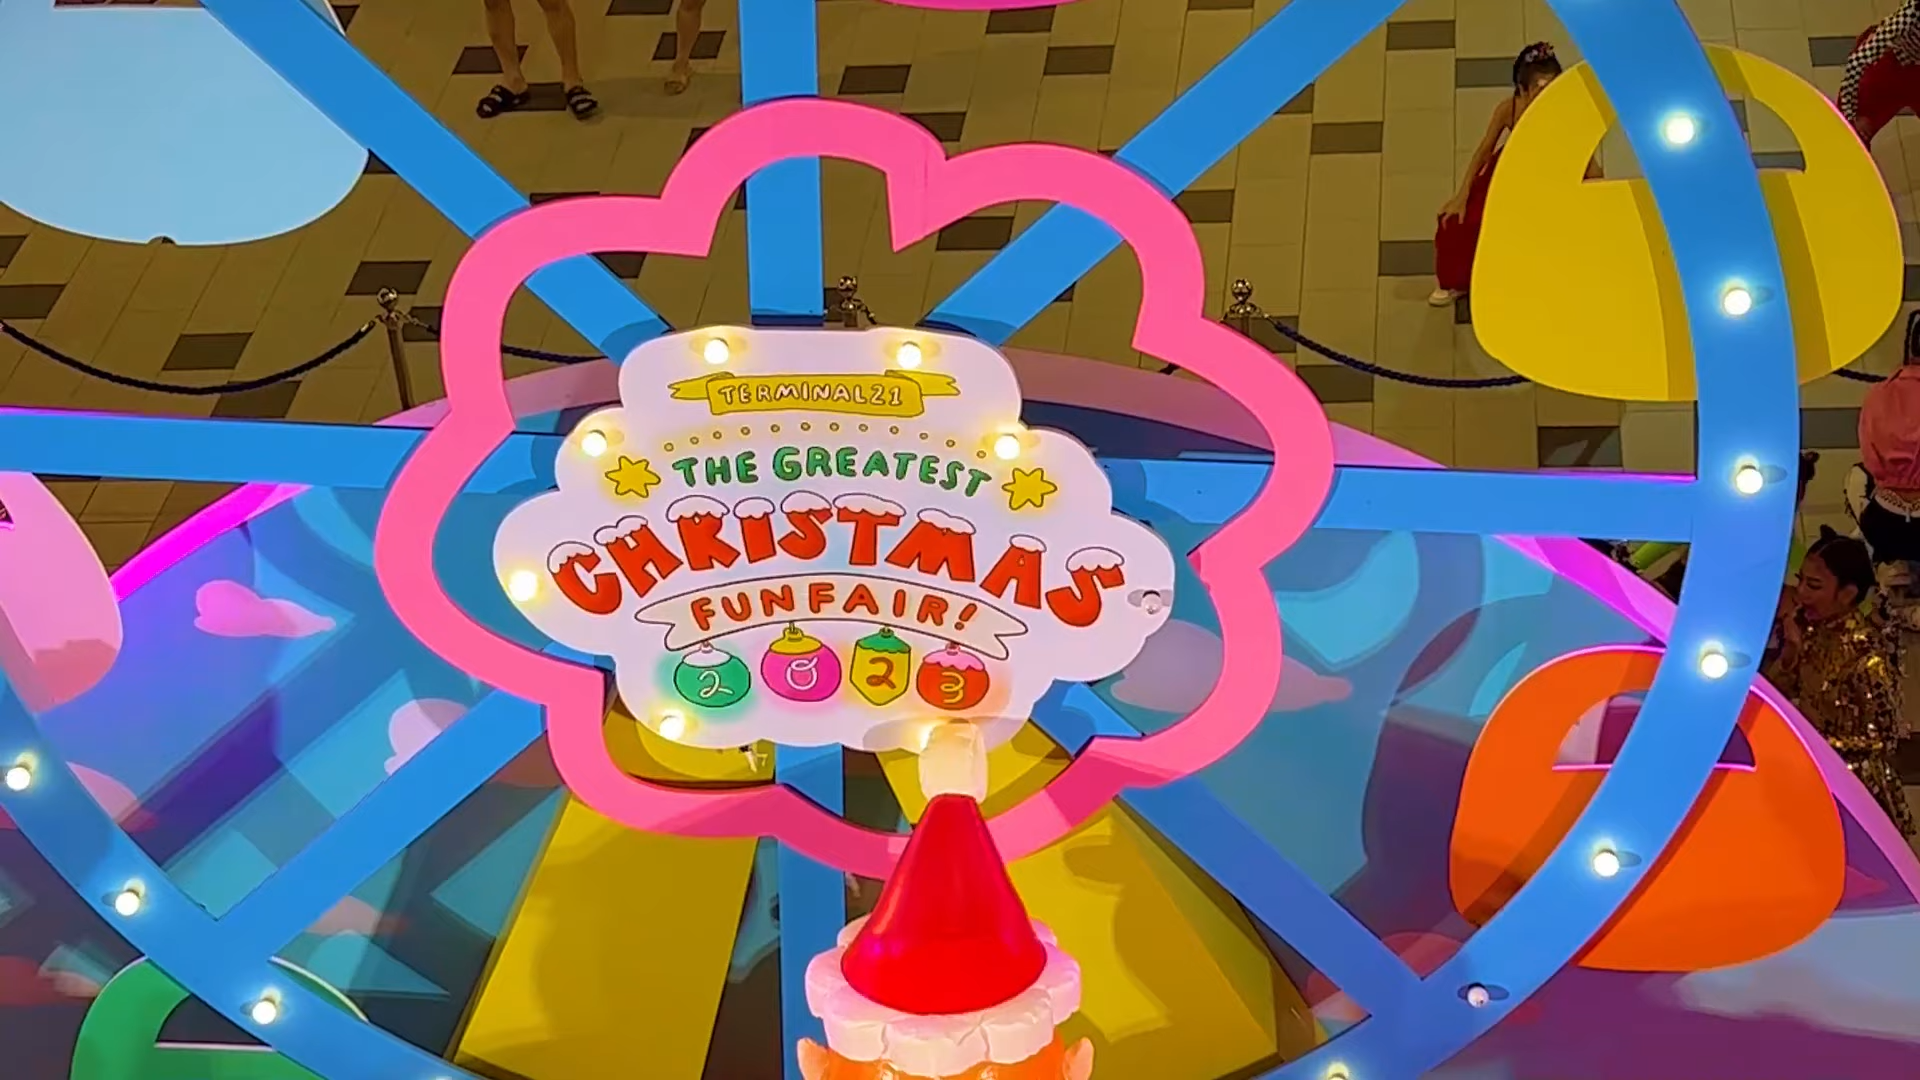 TERMINAL21
THE GREATEST
CHRISTMAS
FUNFAIR!
2023